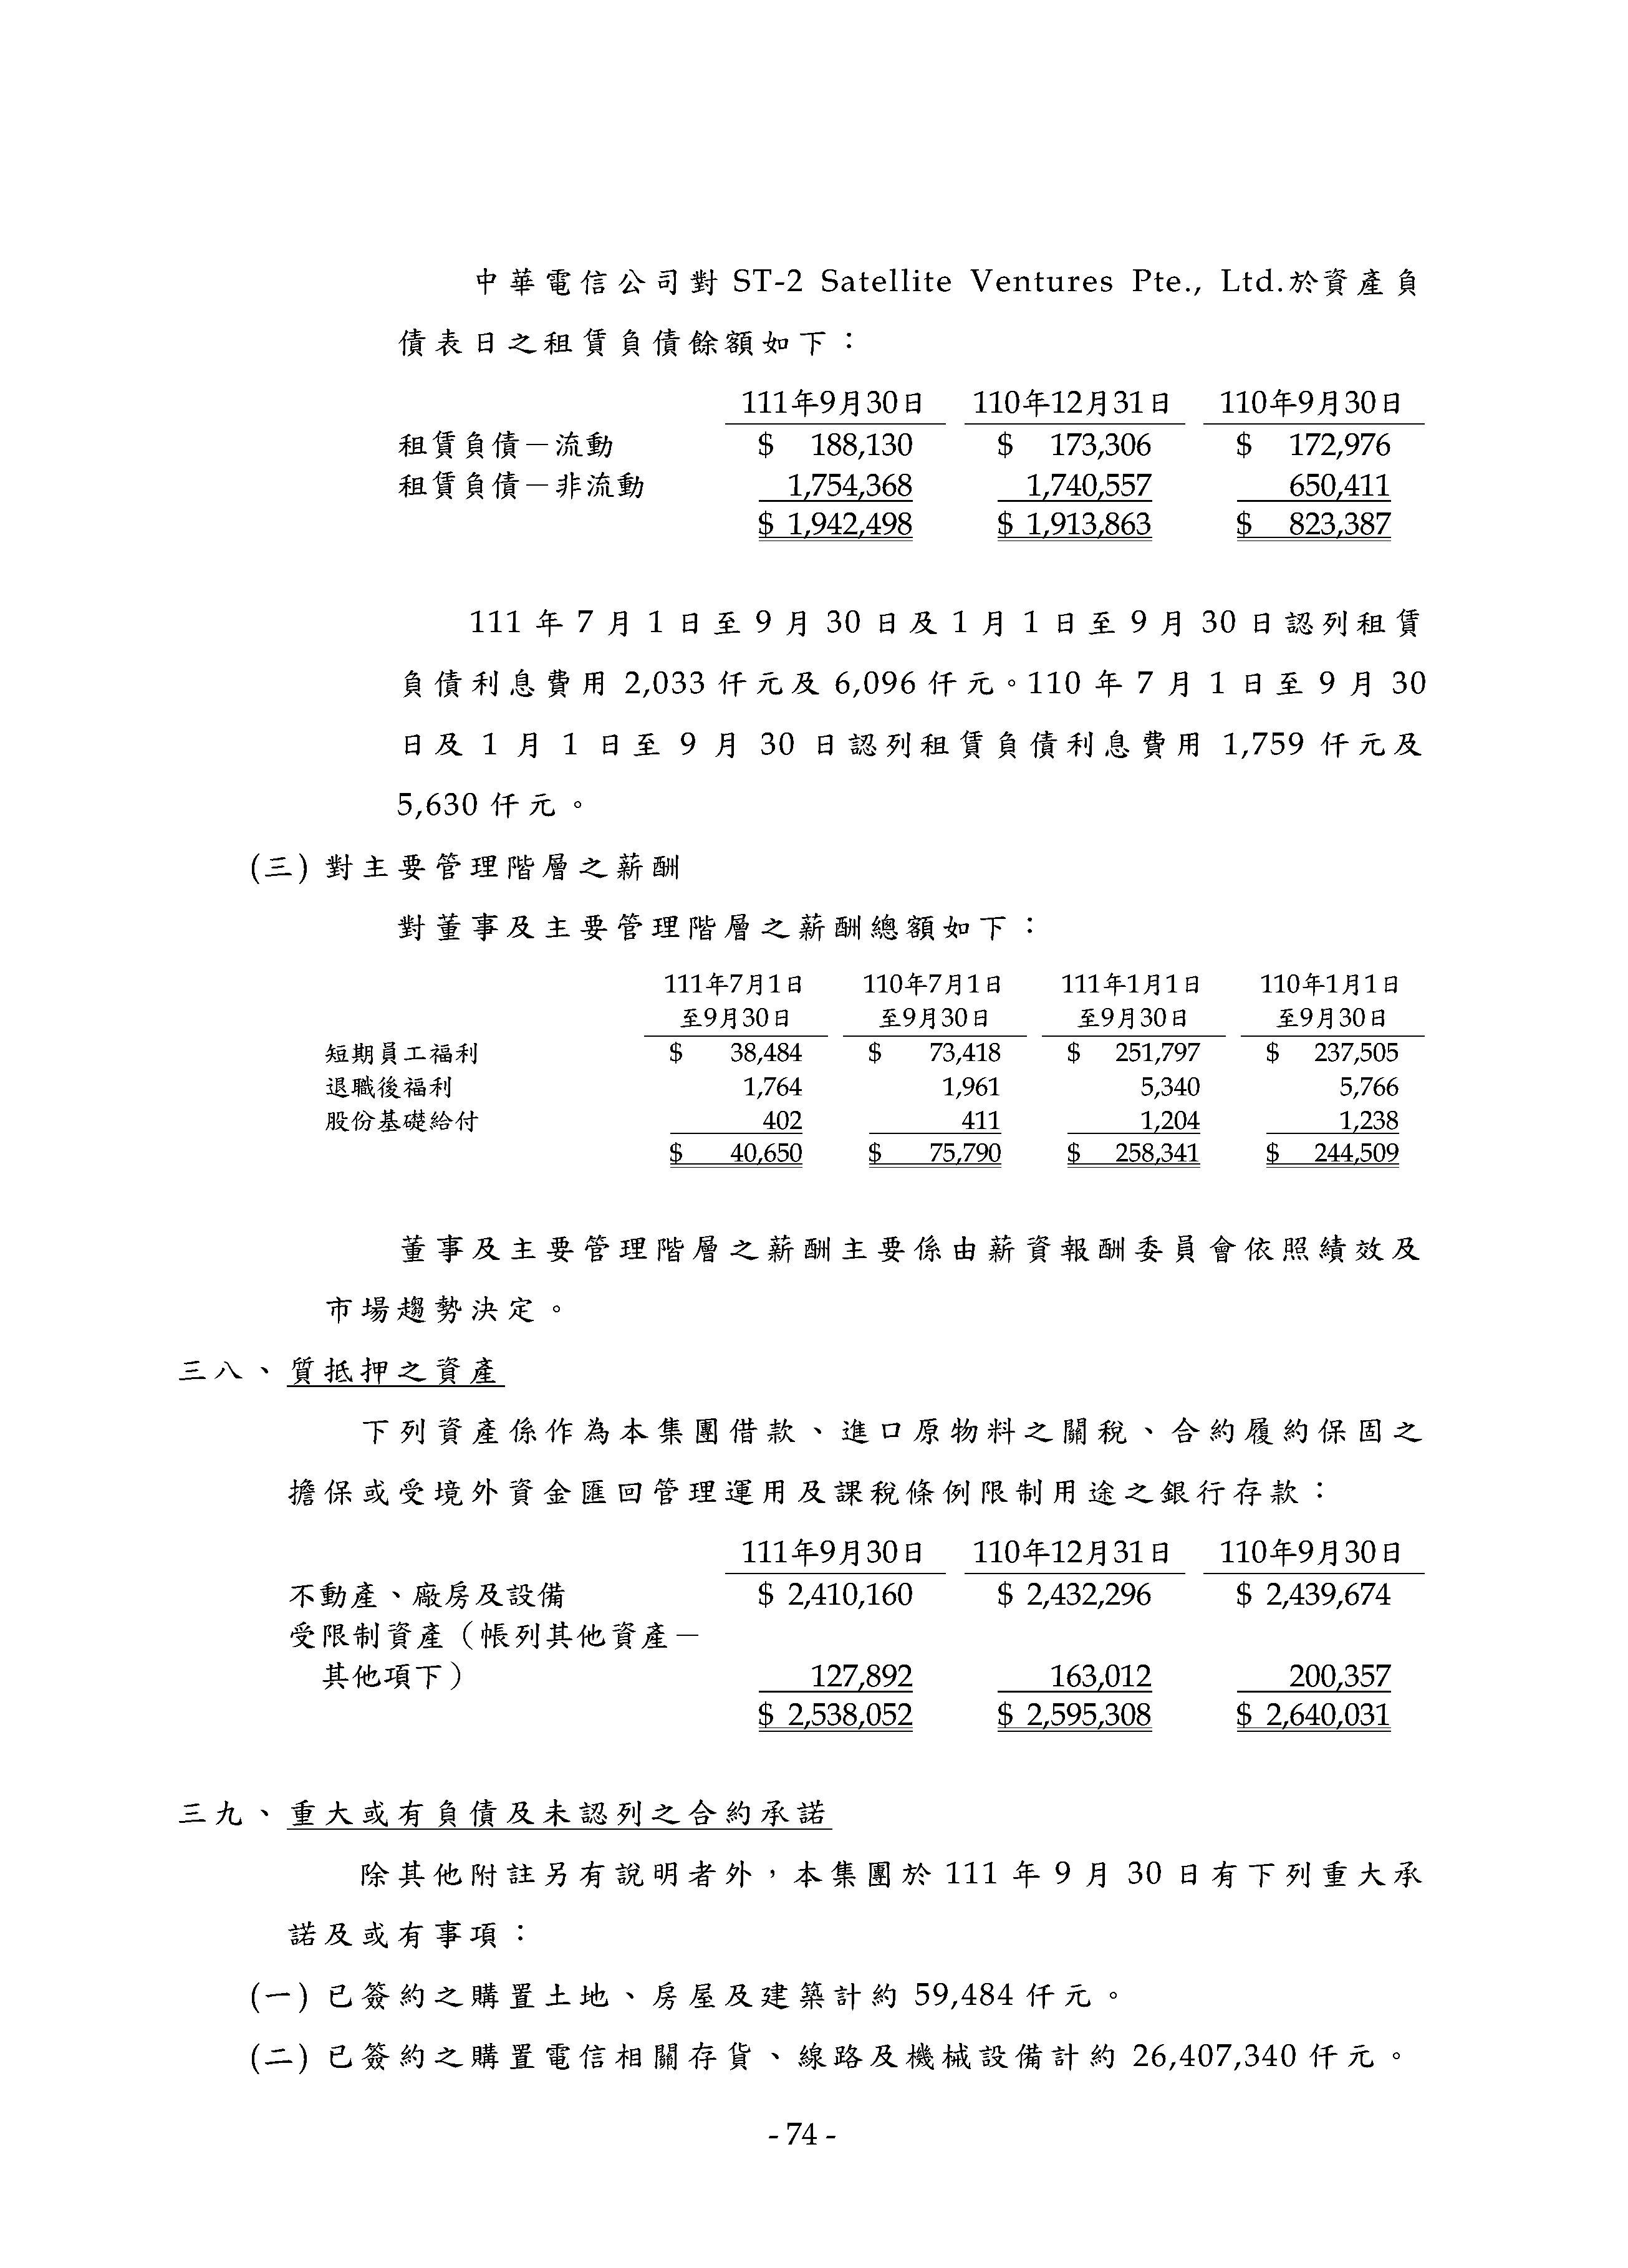 中華電信公司對 ST-2 Satellite Ventures Pte., Ltd.於資產負
債表日之租賃負債餘額如下：
111年9月30日 110年12月31日 110年9月30日
租賃負債－流動 $ 188,130 $ 173,306 $ 172,976
租賃負債－非流動 1,754,368 1,740,557 650,411
$ 1,942,498 $ 1,913,863 $ 823,387
111 年 7 月 1 日至 9 月 30 日及 1 月 1 日至 9 月 30 日認列租賃
負債利息費用 2,033 仟元及 6,096 仟元。110 年 7 月 1 日至 9 月 30
日及 1 月 1 日至 9 月 30 日認列租賃負債利息費用 1,759 仟元及
5,630 仟元。
(三) 對主要管理階層之薪酬
對董事及主要管理階層之薪酬總額如下：
111年7月1日 110年7月1日 111年1月1日 110年1月1日
至9月30日 至9月30日 至9月30日 至9月30日
短期員工福利 $ 38,484 $ 73,418 $ 251,797 $ 237,505
退職後福利 1,764 1,961 5,340 5,766
股份基礎給付 402 411 1,204 1,238
$ 40,650 $ 75,790 $ 258,341 $ 244,509
董事及主要管理階層之薪酬主要係由薪資報酬委員會依照績效及
市場趨勢決定。
三八、質抵押之資產
下列資產係作為本集團借款、進口原物料之關稅、合約履約保固之
擔保或受境外資金匯回管理運用及課稅條例限制用途之銀行存款：
111年9月30日 110年12月31日 110年9月30日
不動產、廠房及設備 $ 2,410,160 $ 2,432,296 $ 2,439,674
受限制資產（帳列其他資產－
其他項下） 127,892 163,012 200,357
$ 2,538,052 $ 2,595,308 $ 2,640,031
三九、重大或有負債及未認列之合約承諾
除其他附註另有說明者外，本集團於 111 年 9 月 30 日有下列重大承
諾及或有事項：
(一) 已簽約之購置土地、房屋及建築計約 59,484 仟元。
(二) 已簽約之購置電信相關存貨、線路及機械設備計約 26,407,340 仟元。
- 74 -